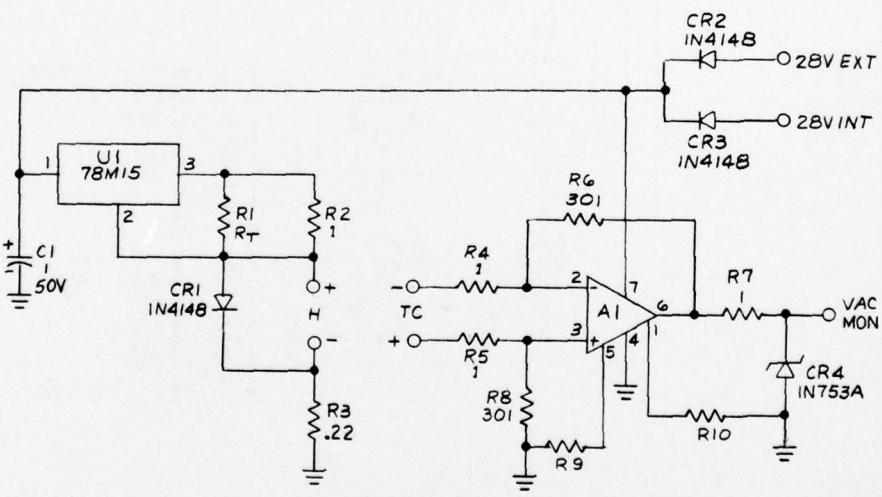 CR2
1N4148
28V EXT
28V INT
CR3
1N4148
1
U1
78M15
3
2
R1
RT
R2
1
+
C1
1
50V
-
CR1
1N4148
+
H
-
R3
.22
R6
301
R4
1
-
TC
+
R5
1
2
-
7
A1
6
3
+
5
4
1
R7
1
VAC
MON
CR4
1N753A
R8
301
R9
R10